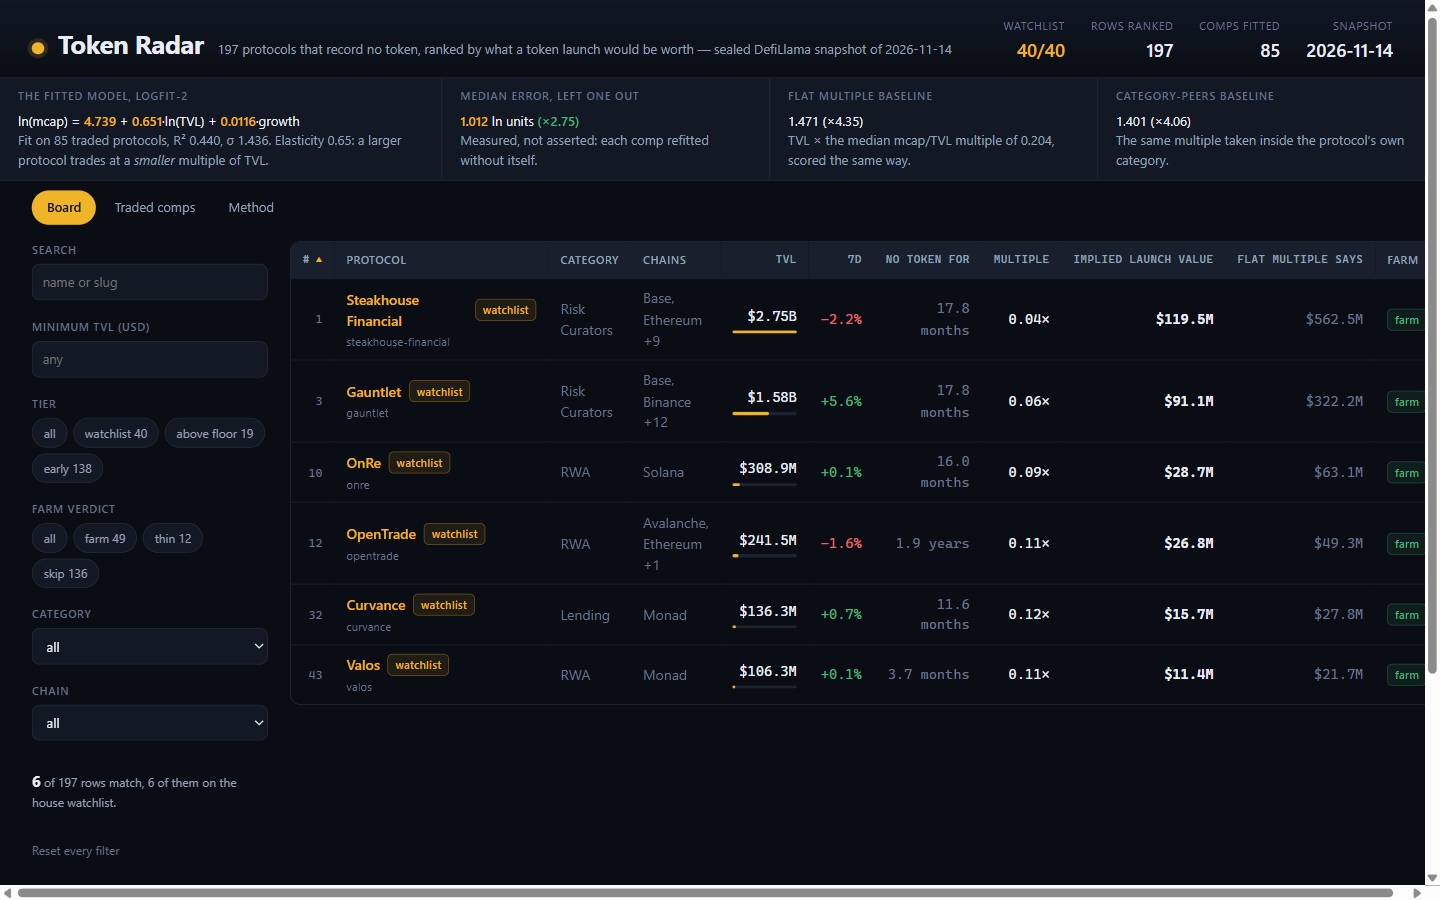 Token Radar
197 protocols that record no token, ranked by what a token launch would be worth — sealed DefiLlama snapshot of 2026-11-14
WATCHLIST
40/40
ROWS RANKED
197
COMPS FITTED
85
SNAPSHOT
2026-11-14
THE FITTED MODEL, LOGFIT-2
ln(mcap) = 4.739 + 0.651·ln(TVL) + 0.0116·growth
Fit on 85 traded protocols, R² 0.440, σ 1.436. Elasticity 0.65: a larger
protocol trades at a smaller multiple of TVL.
MEDIAN ERROR, LEFT ONE OUT
1.012 ln units (×2.75)
Measured, not asserted: each comp refitted
without itself.
FLAT MULTIPLE BASELINE
1.471 (×4.35)
TVL × the median mcap/TVL multiple of 0.204,
scored the same way.
CATEGORY-PEERS BASELINE
1.401 (×4.06)
The same multiple taken inside the protocol's own
category.
Board
Traded comps
Method
SEARCH
name or slug
MINIMUM TVL (USD)
any
TIER
all
watchlist 40
above floor 19
early 138
FARM VERDICT
all
farm 49
thin 12
skip 136
CATEGORY
all
CHAIN
all
6 of 197 rows match, 6 of them on the
house watchlist.
Reset every filter
# ▲ PROTOCOL CATEGORY CHAINS TVL 7D NO TOKEN FOR MULTIPLE IMPLIED LAUNCH VALUE FLAT MULTIPLE SAYS FARM
1
Steakhouse
Financial
watchlist
steakhouse-financial
Risk
Curators
Base,
Ethereum
+9
$2.75B
−2.2%
17.8
months
0.04×
$119.5M
$562.5M
farm
3
Gauntlet
watchlist
gauntlet
Risk
Curators
Base,
Binance
+12
$1.58B
+5.6%
17.8
months
0.06×
$91.1M
$322.2M
farm
10
OnRe
watchlist
onre
RWA
Solana
$308.9M
+0.1%
16.0
months
0.09×
$28.7M
$63.1M
farm
12
OpenTrade
watchlist
opentrade
RWA
Avalanche,
Ethereum
+1
$241.5M
−1.6%
1.9 years
0.11×
$26.8M
$49.3M
farm
32
Curvance
watchlist
curvance
Lending
Monad
$136.3M
+0.7%
11.6
months
0.12×
$15.7M
$27.8M
farm
43
Valos
watchlist
valos
RWA
Monad
$106.3M
+0.1%
3.7 months
0.11×
$11.4M
$21.7M
farm